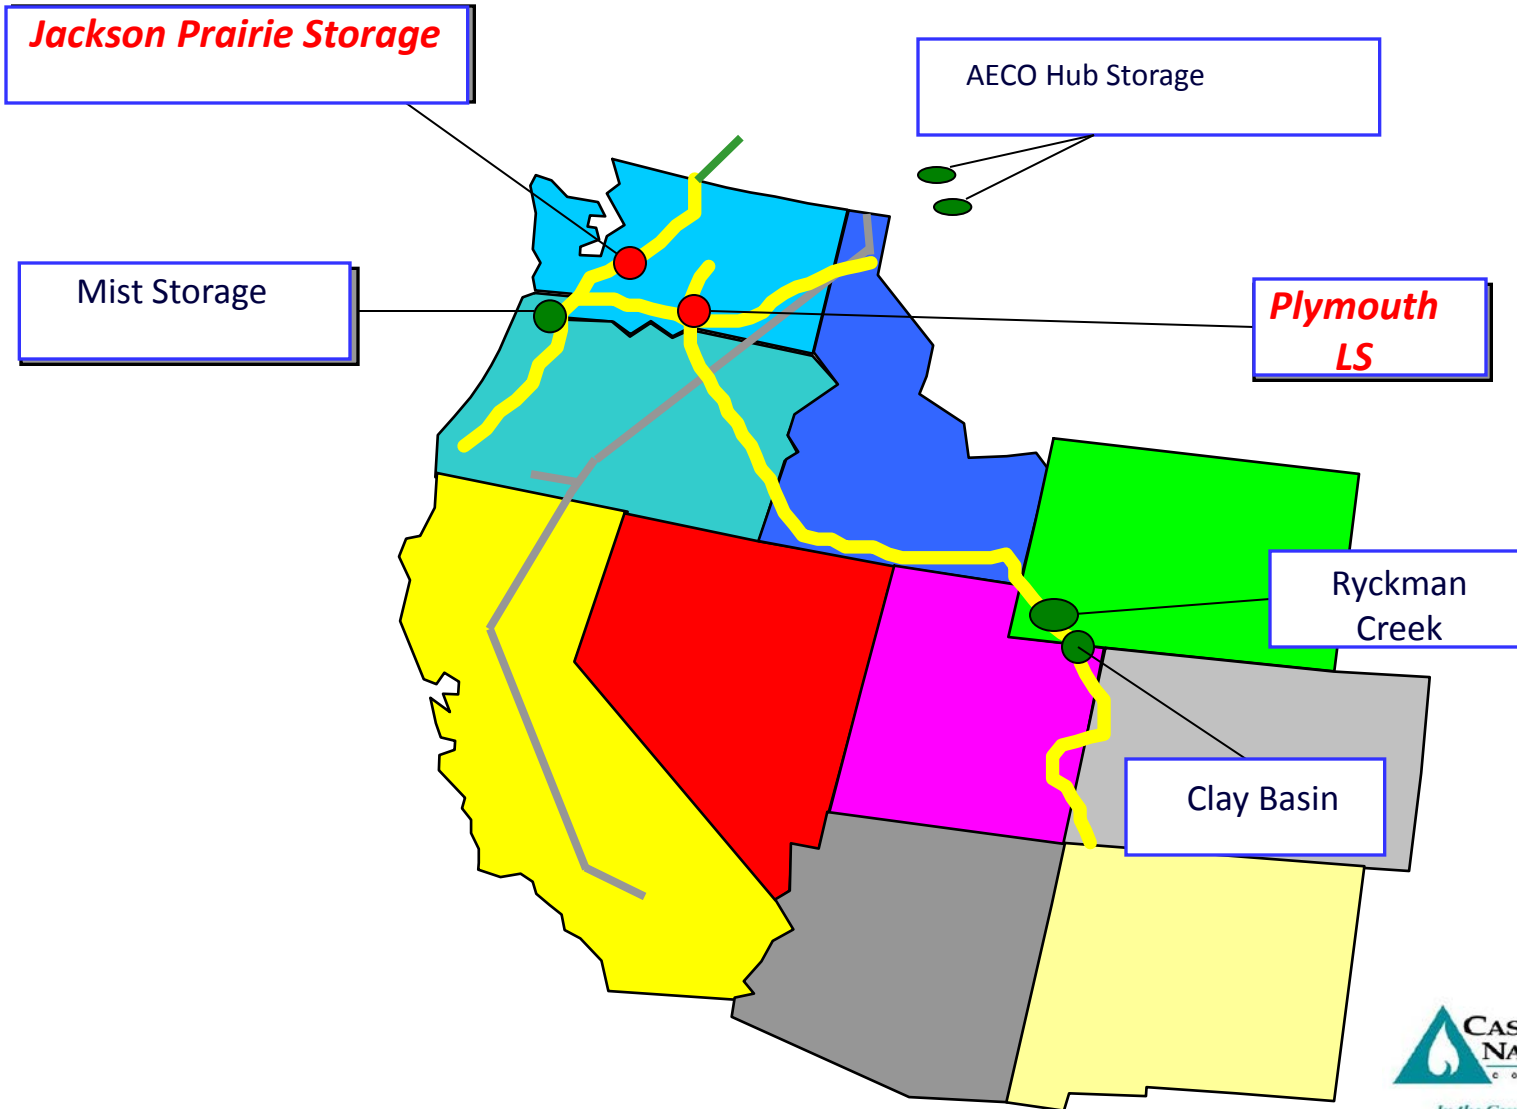 Jackson Prairie Storage
AECO Hub Storage
Mist Storage
Plymouth
LS
Ryckman
Creek
Clay Basin